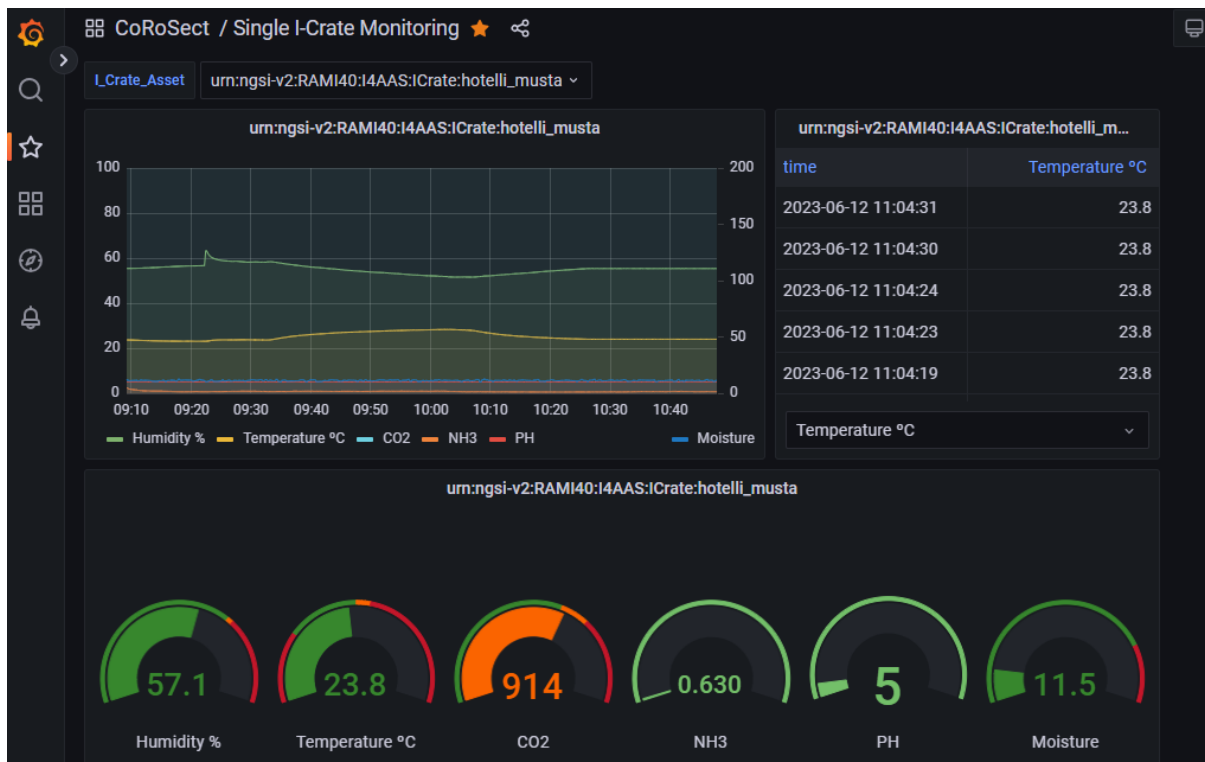 CoRoSect / Single I-Crate Monitoring
I_Crate_Asset urn:ngsi-v2:RAMI40:I4AAS:ICrate:hotelli_musta
urn:ngsi-v2:RAMI40:I4AAS:ICrate:hotelli_musta
100 200
80
150
60
100
40
50
20
0 0
09:10 09:20 09:30 09:40 09:50 10:00 10:10 10:20 10:30 10:40
Humidity % Temperature ºC CO2 NH3 PH Moisture
urn:ngsi-v2:RAMI40:I4AAS:ICrate:hotelli_m...
time Temperature ºC
2023-06-12 11:04:31 23.8
2023-06-12 11:04:30 23.8
2023-06-12 11:04:24 23.8
2023-06-12 11:04:23 23.8
2023-06-12 11:04:19 23.8
Temperature ºC
urn:ngsi-v2:RAMI40:I4AAS:ICrate:hotelli_musta
57.1 23.8 914 0.630 5 11.5
Humidity % Temperature ºC CO2 NH3 PH Moisture